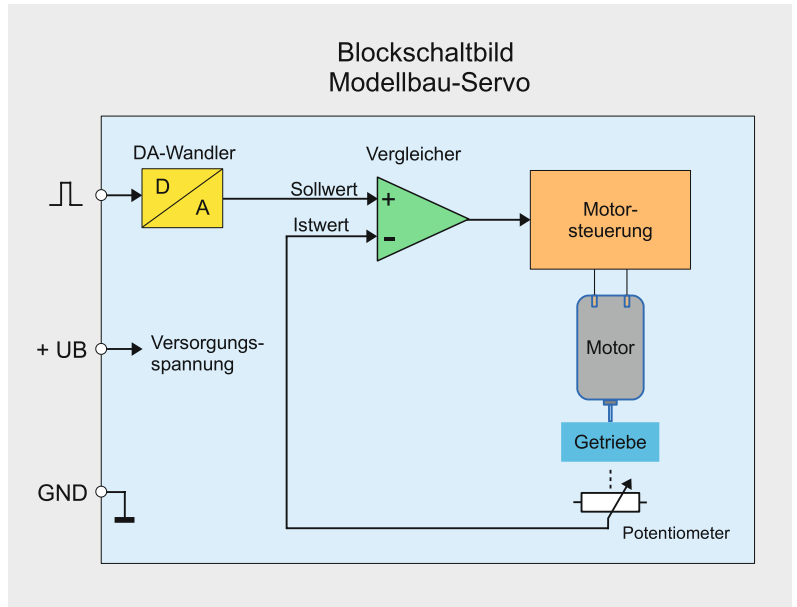 Blockschaltbild
Modellbau-Servo
DA-Wandler
D
A
Sollwert
Istwert
Vergleicher
+
-
Motor-
steuerung
+ UB
Versorgungs-
spannung
Motor
Getriebe
GND
Potentiometer